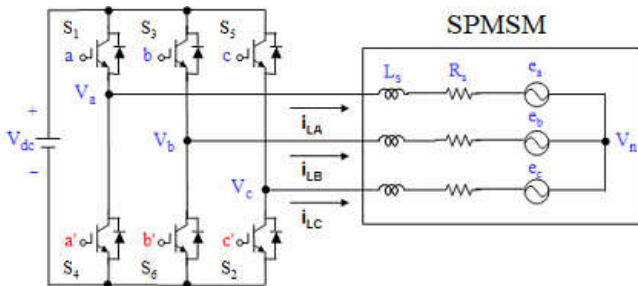 SPMSM
S1 S3 S5
a b c
Ls Rs ea
Va
iLA
eb
+
Vdc
−
Vb
Vn
iLB
ec
Vc
iLC
a' b' c'
S4 S6 S2